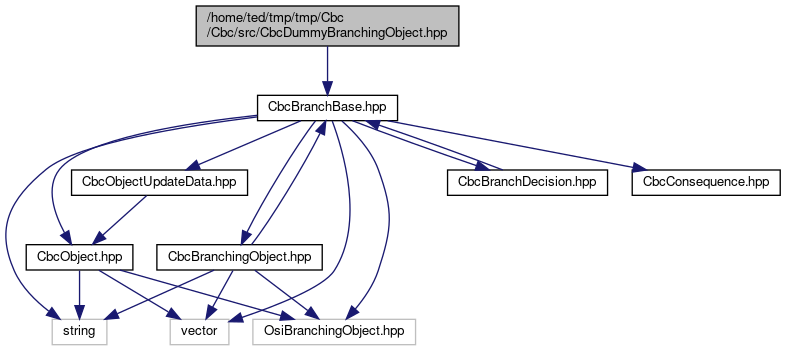 /home/ted/tmp/tmp/Cbc
/Cbc/src/CbcDummyBranchingObject.hpp
CbcBranchBase.hpp
CbcObjectUpdateData.hpp
CbcBranchDecision.hpp
CbcConsequence.hpp
CbcObject.hpp
CbcBranchingObject.hpp
string
vector
OsiBranchingObject.hpp